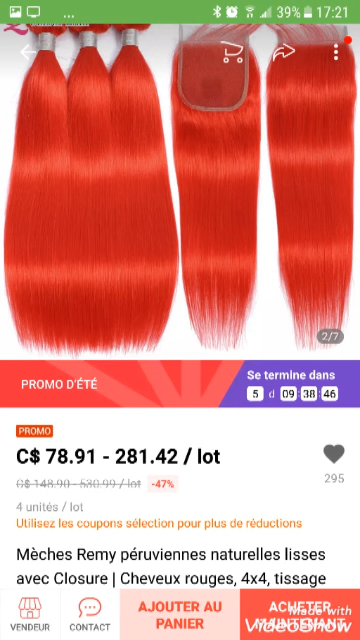 ... 39% 17:21
2/7
PROMO D'ÉTÉ
Se termine dans
5 d 09:38:46
PROMO
C$ 78.91 - 281.42 / lot
C$ 148.90 - 530.99 / lot -47%
295
4 unités / lot
Utilisez les coupons sélection pour plus de réductions
Mèches Remy péruviennes naturelles lisses
avec Closure | Cheveux rouges, 4x4, tissage
VENDEUR
CONTACT
AJOUTER AU
PANIER
ACHETER
MAINTENANT
Made with
VideoShow